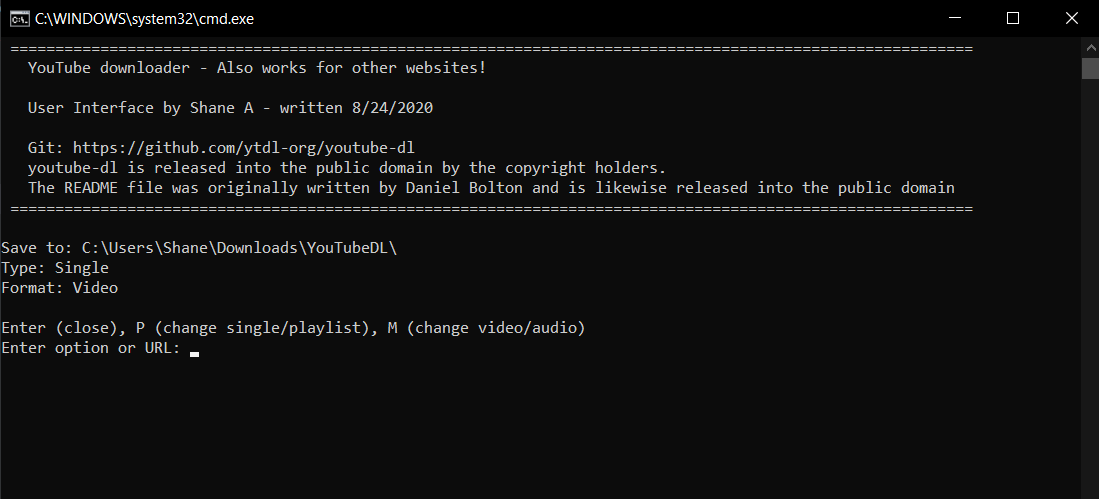 C:\WINDOWS\system32\cmd.exe
===========================================================================================================
YouTube downloader - Also works for other websites!
User Interface by Shane A - written 8/24/2020
Git: https://github.com/ytdl-org/youtube-dl
youtube-dl is released into the public domain by the copyright holders.
The README file was originally written by Daniel Bolton and is likewise released into the public domain
===========================================================================================================
Save to: C:\Users\Shane\Downloads\YouTubeDL\
Type: Single
Format: Video
Enter (close), P (change single/playlist), M (change video/audio)
Enter option or URL: